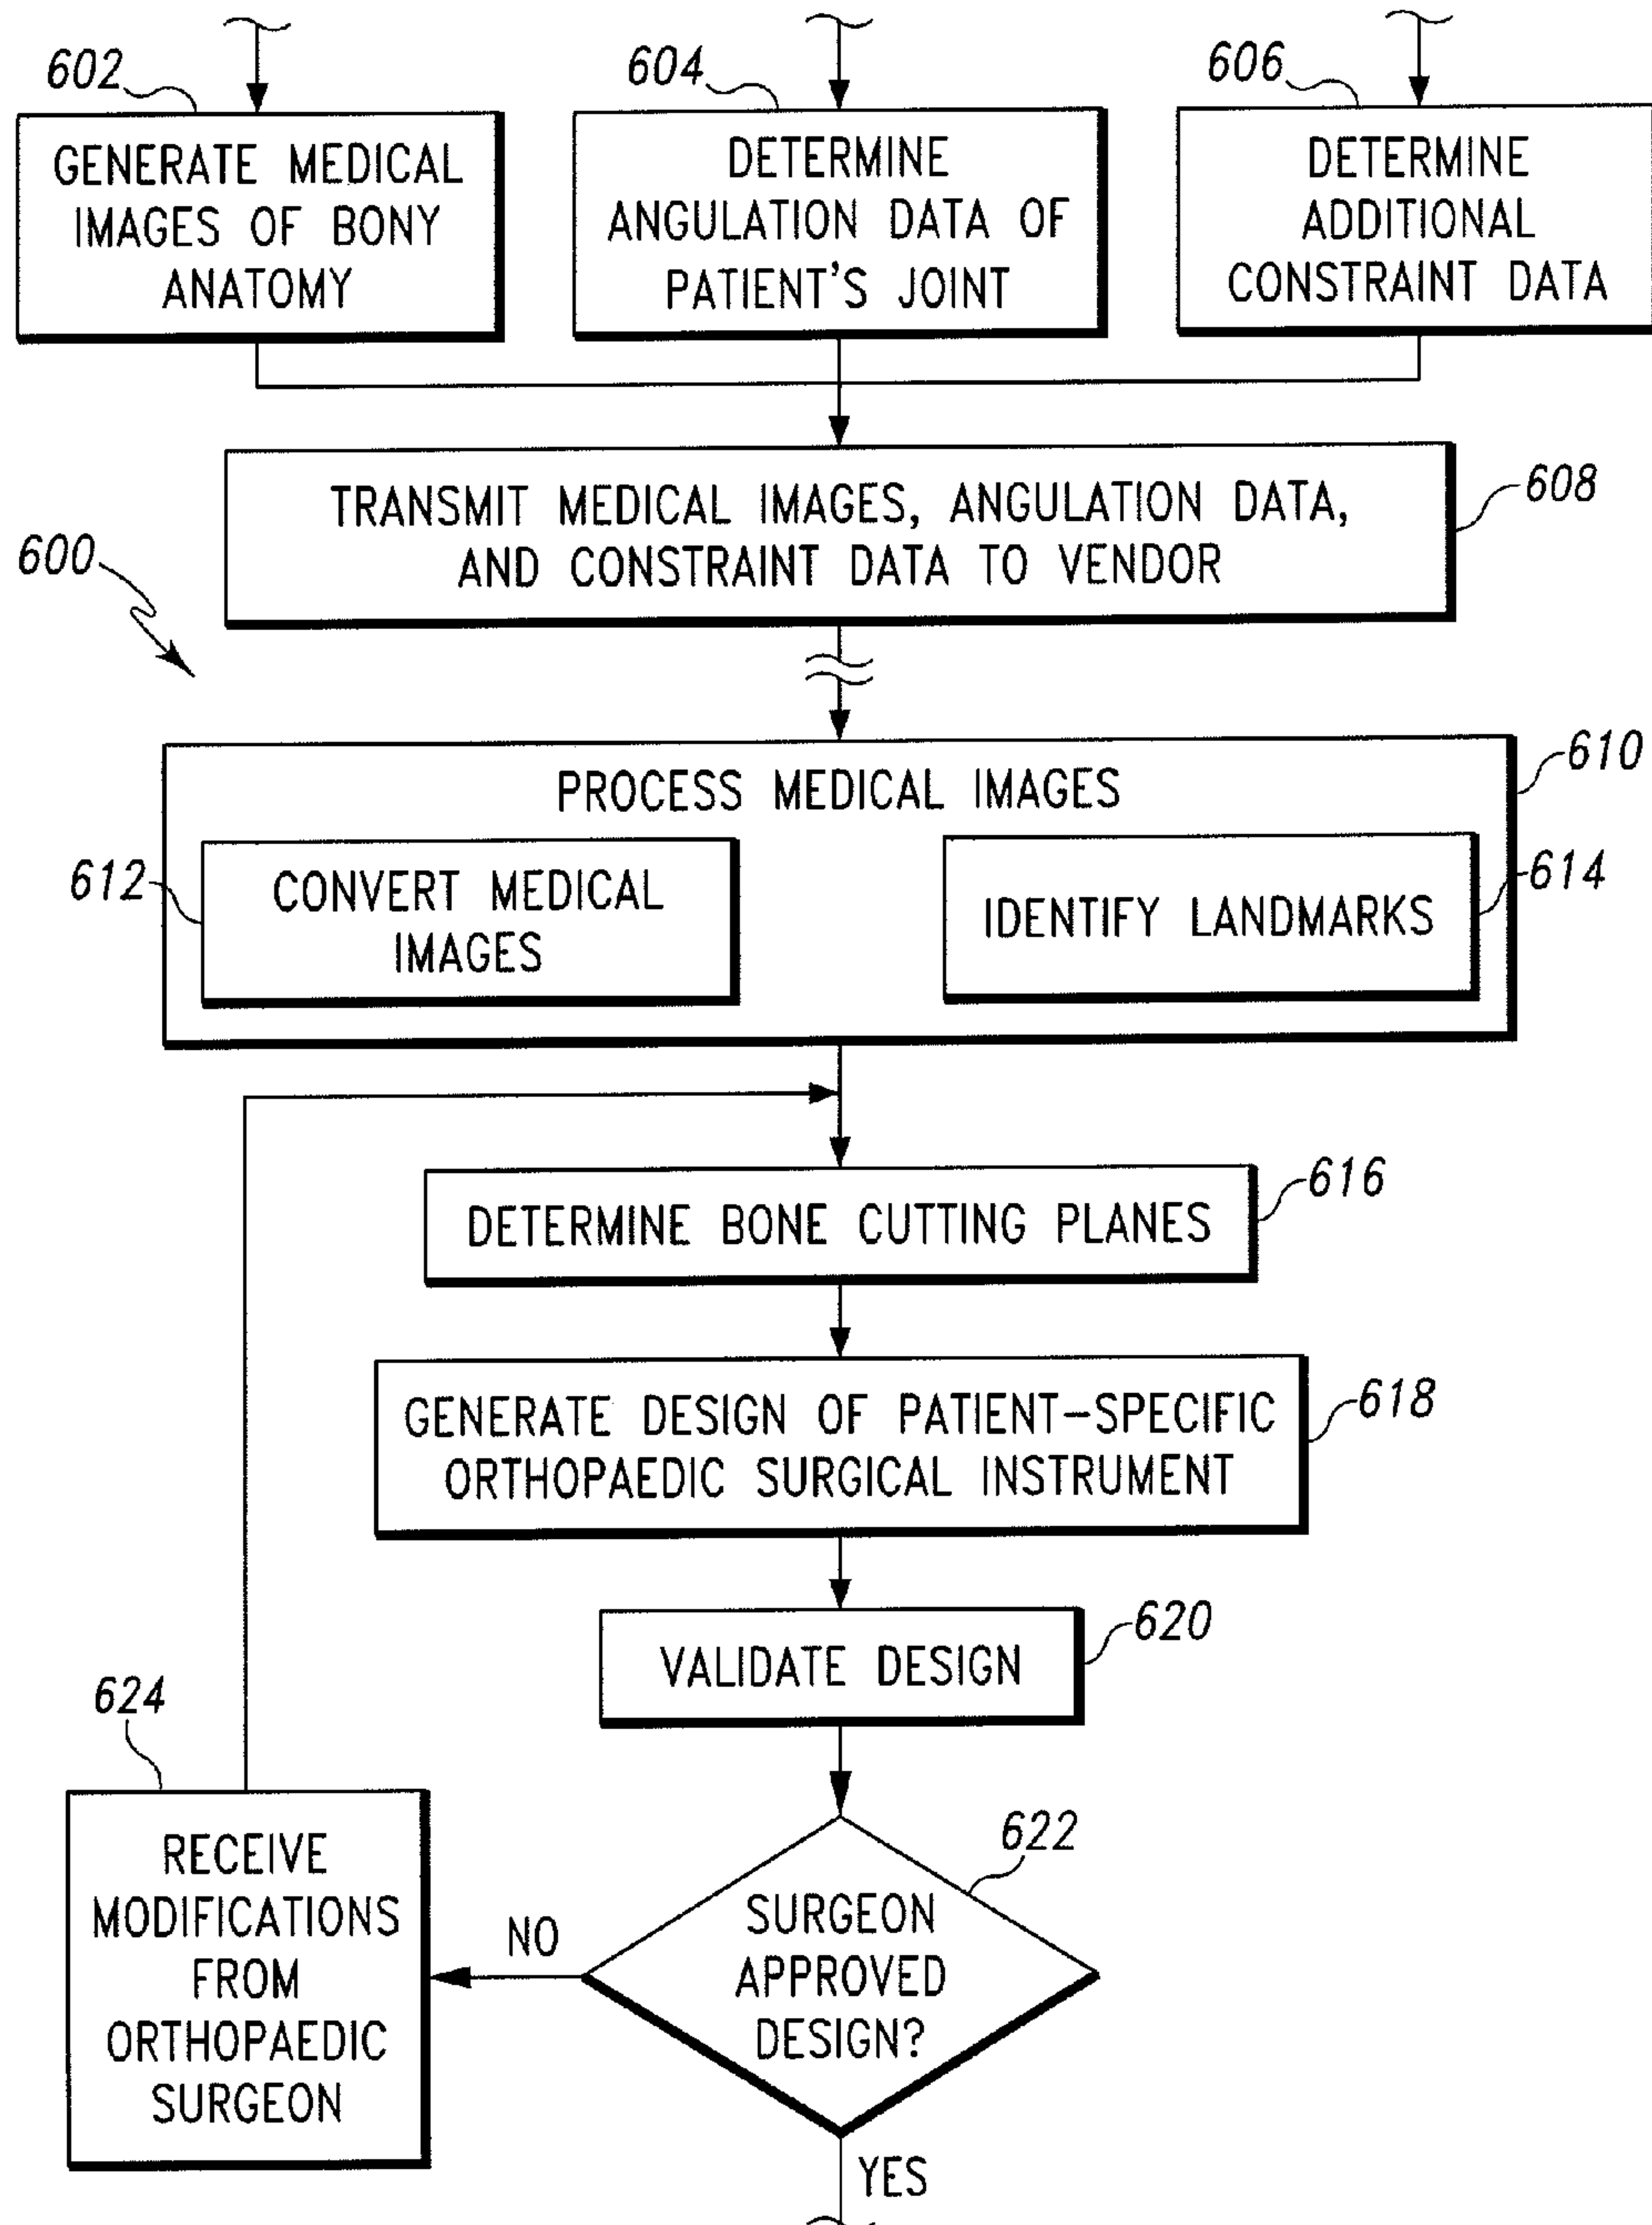 602
GENERATE MEDICAL
IMAGES OF BONY
ANATOMY
604
DETERMINE
ANGULATION DATA OF
PATIENT'S JOINT
606
DETERMINE
ADDITIONAL
CONSTRAINT DATA
TRANSMIT MEDICAL IMAGES, ANGULATION DATA,
AND CONSTRAINT DATA TO VENDOR
608
600
PROCESS MEDICAL IMAGES
610
612
CONVERT MEDICAL
IMAGES
IDENTIFY LANDMARKS
614
DETERMINE BONE CUTTING PLANES
616
GENERATE DESIGN OF PATIENT-SPECIFIC
ORTHOPAEDIC SURGICAL INSTRUMENT
618
VALIDATE DESIGN
620
624
RECEIVE
MODIFICATIONS
FROM
ORTHOPAEDIC
SURGEON
NO
622
SURGEON
APPROVED
DESIGN?
YES